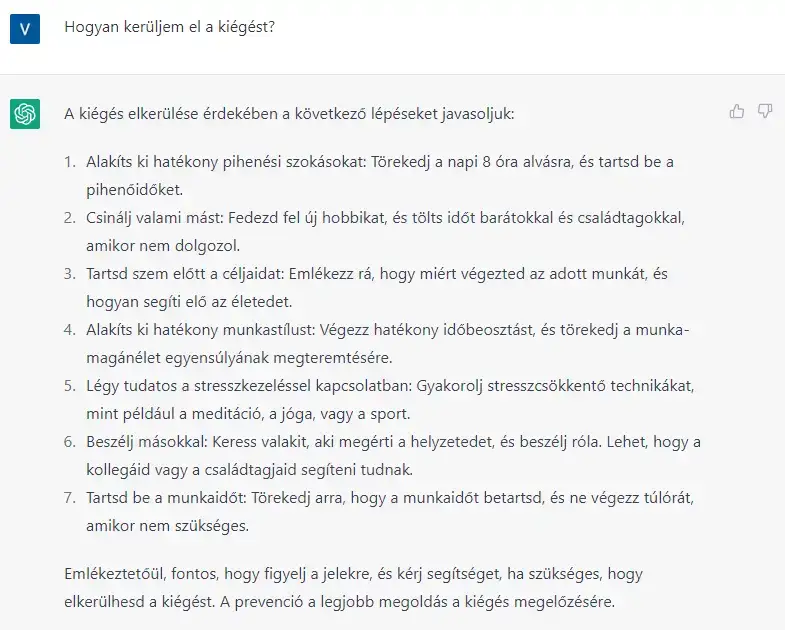 V
Hogyan kerüljem el a kiégést?
A kiégés elkerülése érdekében a következő lépéseket javasoljuk:
1. Alakíts ki hatékony pihenési szokásokat: Törekedj a napi 8 óra alvásra, és tartsd be a
pihenőidőket.
2. Csinálj valami mást: Fedezd fel új hobbikat, és tölts időt barátokkal és családtagokkal,
amikor nem dolgozol.
3. Tartsd szem előtt a céljaidat: Emlékezz rá, hogy miért végezted az adott munkát, és
hogyan segíti elő az életedet.
4. Alakíts ki hatékony munkastílust: Végezz hatékony időbeosztást, és törekedj a munka-
magánélet egyensúlyának megteremtésére.
5. Légy tudatos a stresszkezeléssel kapcsolatban: Gyakorolj stresszcsökkentő technikákat,
mint például a meditáció, a jóga, vagy a sport.
6. Beszélj másokkal: Keress valakit, aki megérti a helyzetedet, és beszélj róla. Lehet, hogy a
kollegáid vagy a családtagjaid segíteni tudnak.
7. Tartsd be a munkaidőt: Törekedj arra, hogy a munkaidőt betartsd, és ne végezz túlórát,
amikor nem szükséges.
Emlékeztetőül, fontos, hogy figyelj a jelekre, és kérj segítséget, ha szükséges, hogy
elkerülhesd a kiégést. A prevenció a legjobb megoldás a kiégés megelőzésére.